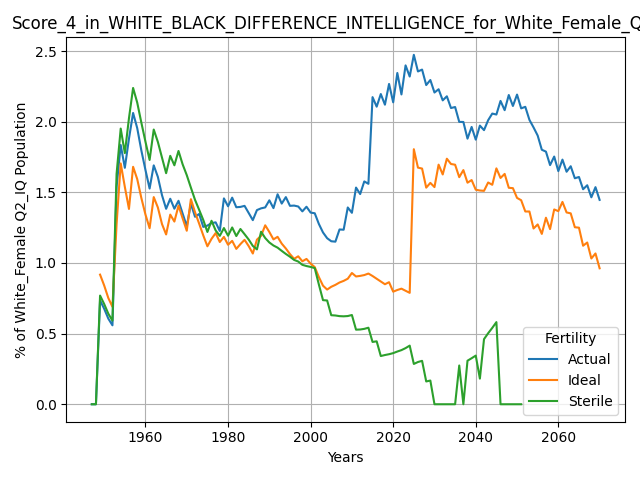 Score_4_in_WHITE_BLACK_DIFFERENCE_INTELLIGENCE_for_White_Female_Q
2.5
2.0
1.5
1.0
0.5
0.0
% of White_Female Q2_IQ Population
1960
1980
2000
2020
2040
2060
Years
Fertility
Actual
Ideal
Sterile